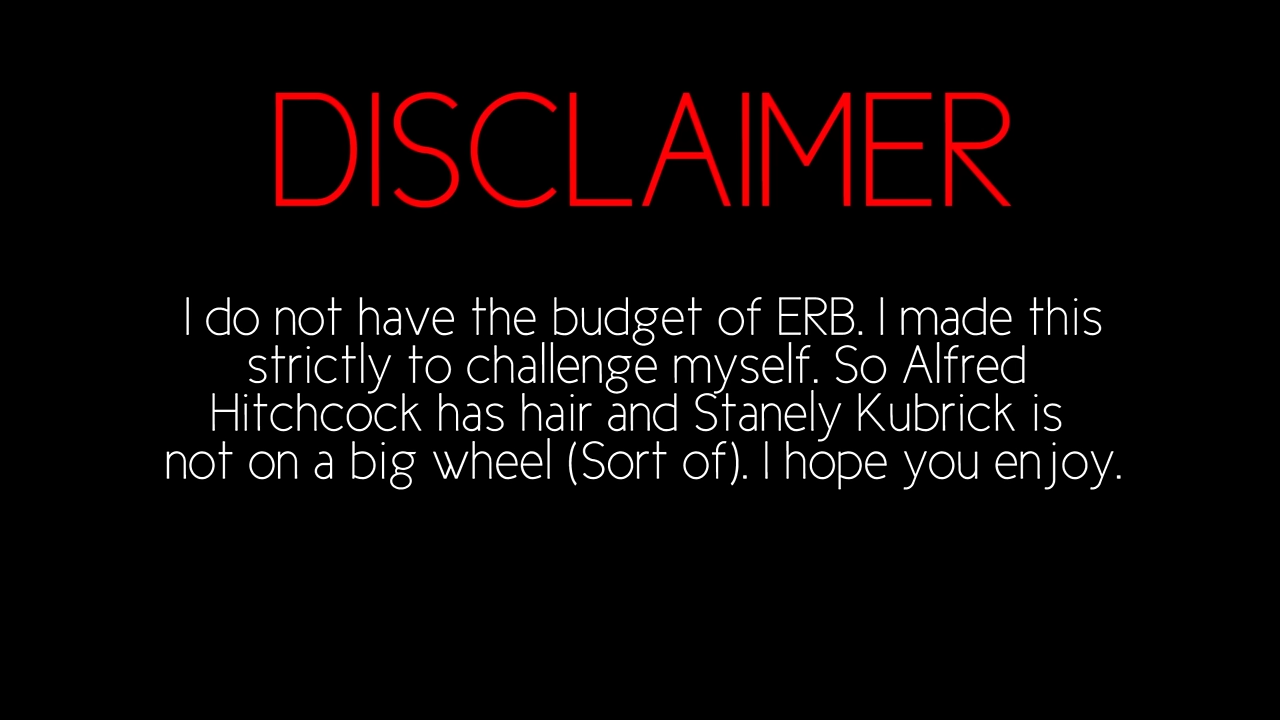 DISCLAIMER
I do not have the budget of ERB. I made this
strictly to challenge myself. So Alfred
Hitchcock has hair and Stanely Kubrick is
not on a big wheel (Sort of). I hope you enjoy.